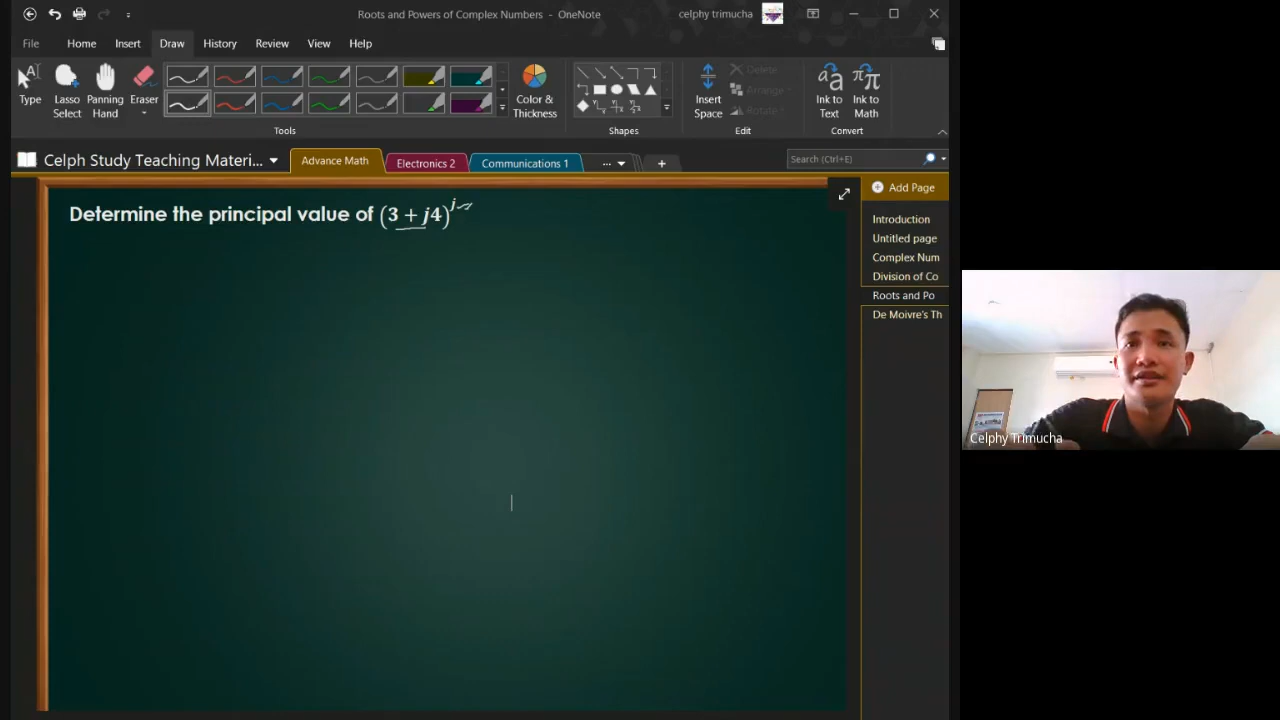 Roots and Powers of Complex Numbers - OneNote
celphy trimucha
File Home Insert Draw History Review View Help
Type
Lasso Select
Panning Hand
Eraser
Color & Thickness
Insert Space
Delete
Arrange
Rotate
Ink to Text
Ink to Math
Tools
Shapes
Edit
Convert
Celph Study Teaching Materi...
Advance Math
Electronics 2
Communications 1
...
Search (Ctrl+E)
Add Page
Determine the principal value of (3 + j4)^j
Introduction
Untitled page
Complex Num
Division of Co
Roots and Po
De Moivre's Th
Celphy Trimucha